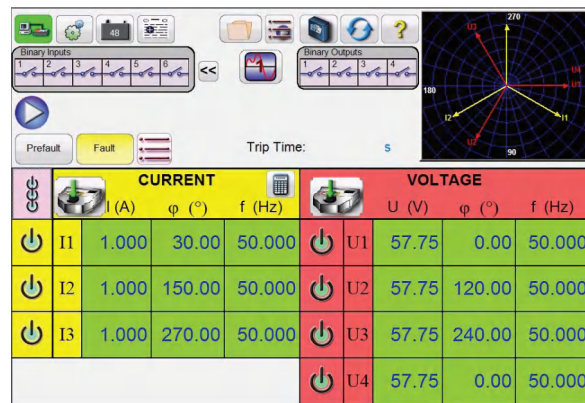 48
?
Binary Inputs
1 2 3 4 5 6
<<
Binary Outputs
1 2 3 4
270
U3
U4
U1
180
I2
I1
U2
90
Prefault
Fault
Trip Time:
s
CURRENT
I (A) φ (°) f (Hz)
VOLTAGE
U (V) φ (°) f (Hz)
I1 1.000 30.00 50.000
U1 57.75 0.00 50.000
I2 1.000 150.00 50.000
U2 57.75 120.00 50.000
I3 1.000 270.00 50.000
U3 57.75 240.00 50.000
U4 57.75 0.00 50.000